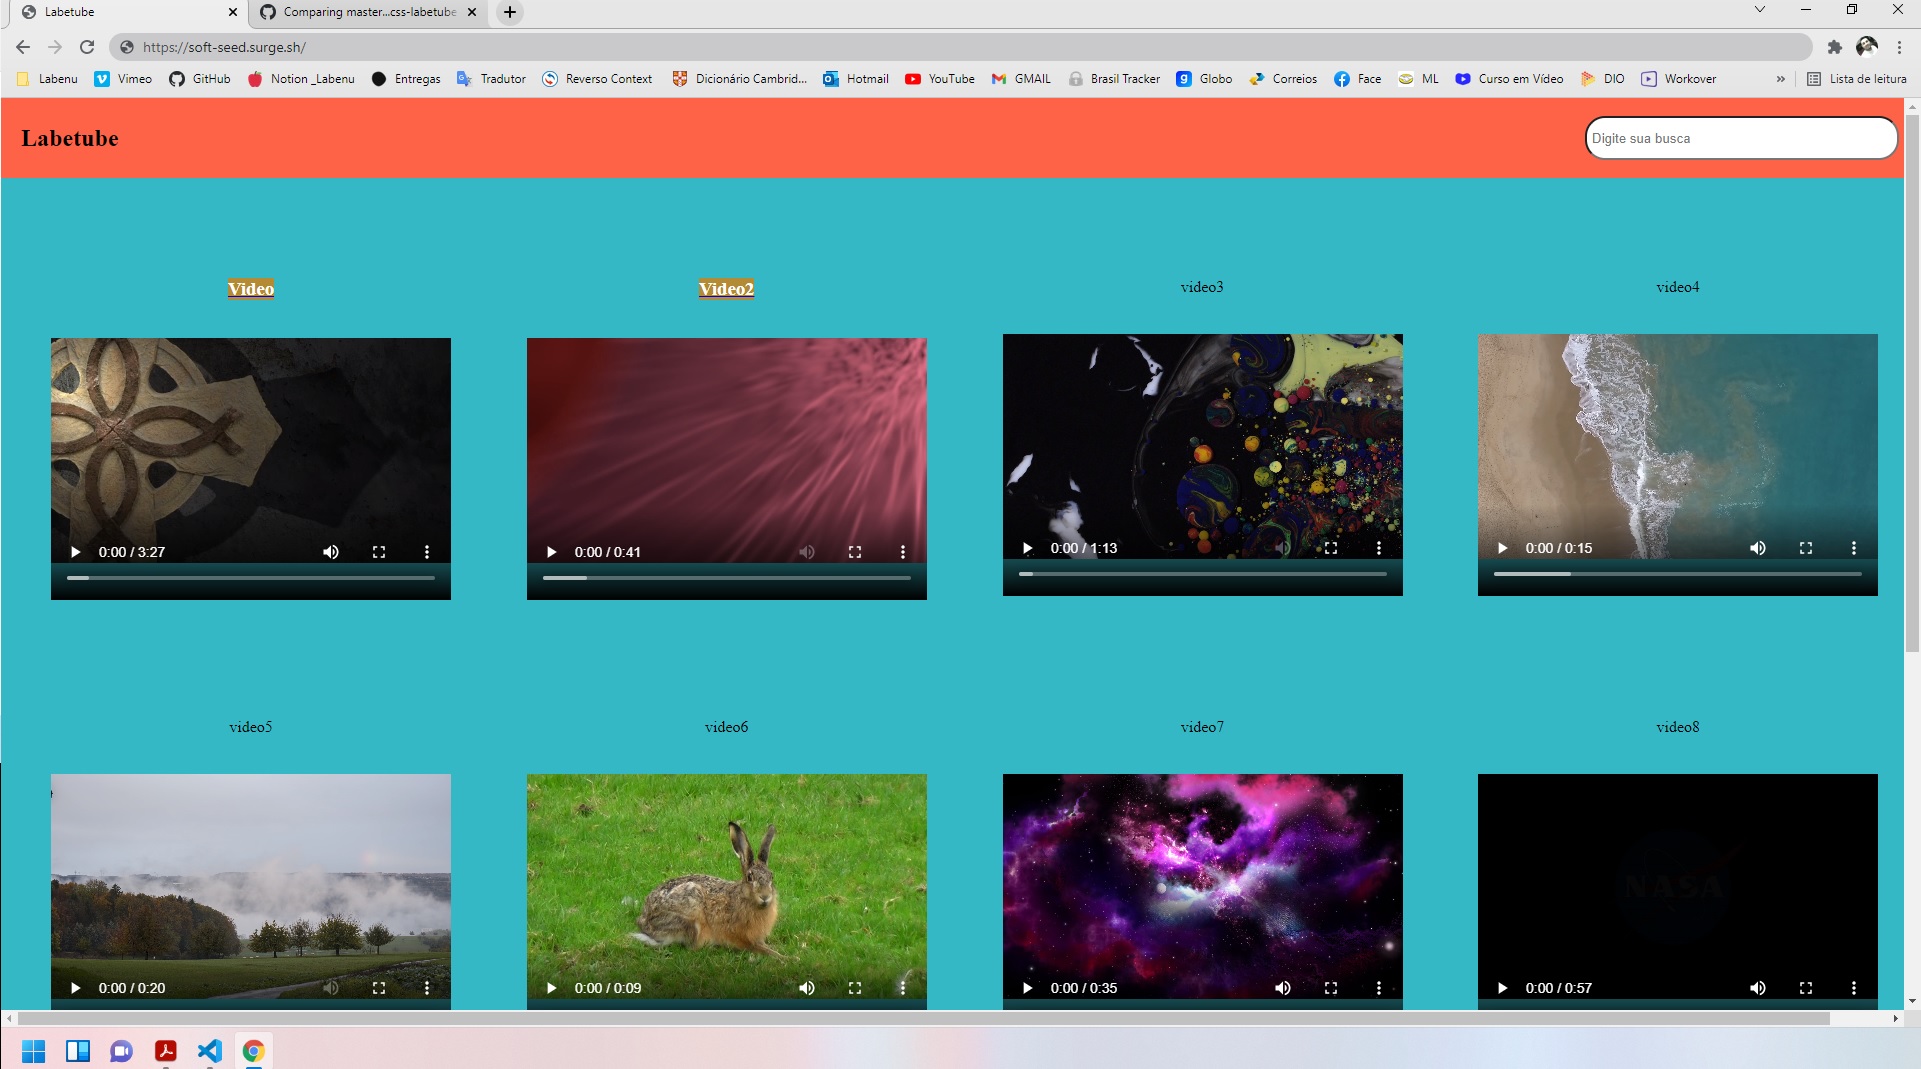 Labetube
Comparing master...css-labetube
https://soft-seed.surge.sh/
Labenu Vimeo GitHub Notion _Labenu Entregas Tradutor Reverso Context Dicionário Cambrid... Hotmail YouTube GMAIL Brasil Tracker Globo Correios Face ML Curso em Vídeo DIO Workover » Lista de leitura
Labetube
Digite sua busca
Video Video2 video3 video4
0:00 / 3:27
0:00 / 0:41
0:00 / 1:13
0:00 / 0:15
video5 video6 video7 video8
NASA
0:00 / 0:20
0:00 / 0:09
0:00 / 0:35
0:00 / 0:57